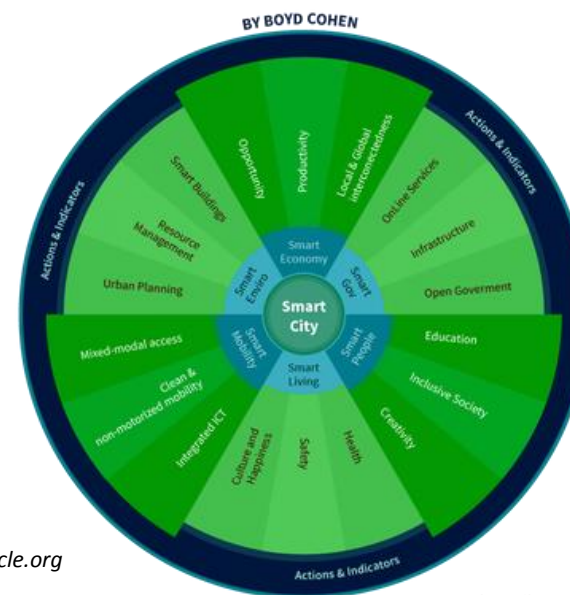 BY BOYD COHEN
Actions & Indicators
Actions & Indicators
Opportunity
Productivity
Local & Global
interconectedness
Smart Buildings
Resource
Management
Urban Planning
OnLine Services
Infrastructure
Open Goverment
Smart
Economy
Smart
Enviro
Smart
Gov
Smart
City
Smart
Mobility
Smart
People
Smart
Living
Mixed-modal access
Clean &
non-motorized mobility
Integrated ICT
Education
Inclusive Society
Creativity
Culture and
Happiness
Safety
Health
Actions & Indicators
cle.org